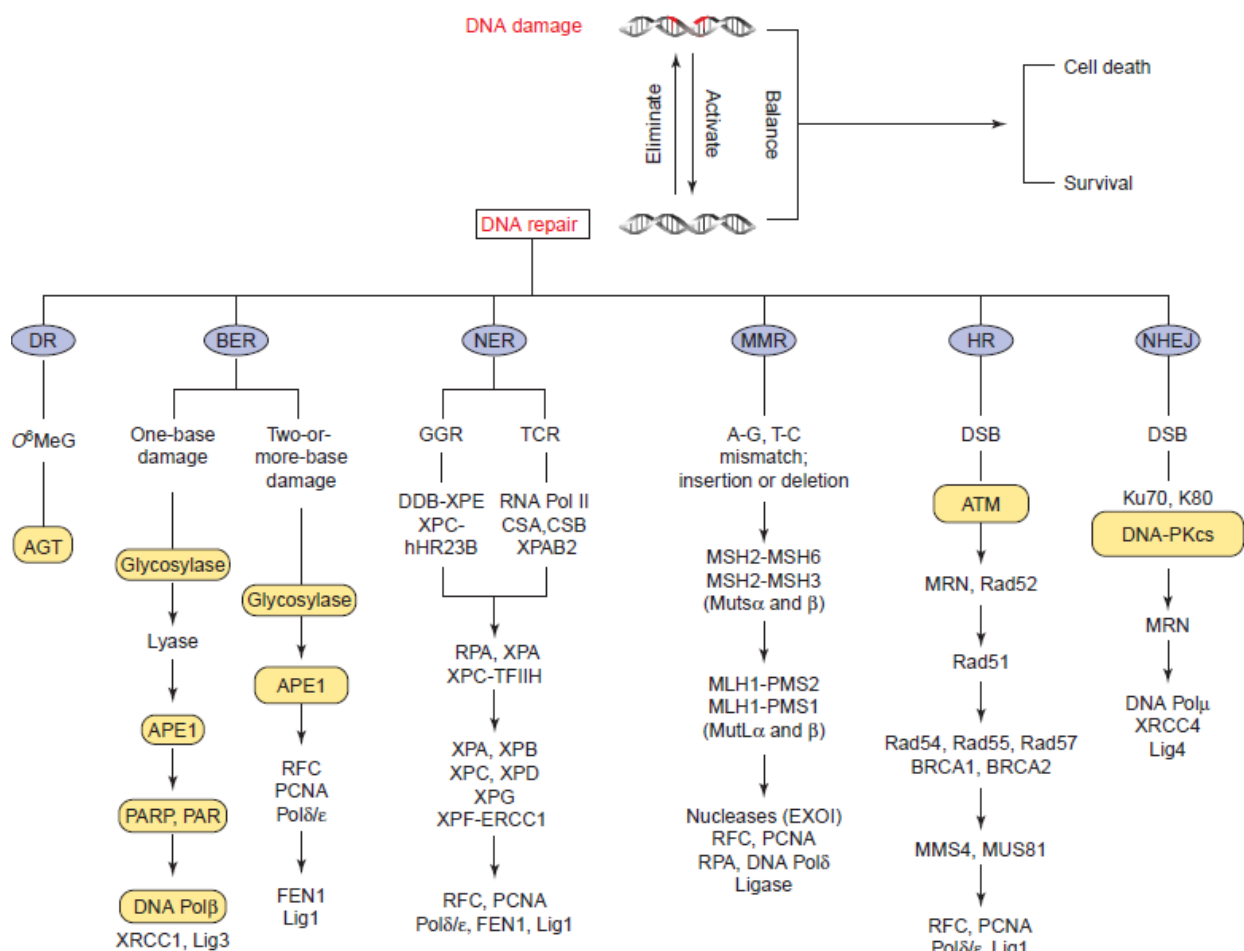 DNA damage
Eliminate
Activate
Balance
Cell death
Survival
DNA repair
DR
BER
NER
MMR
HR
NHEJ
O⁶MeG
AGT
One-base
damage
Glycosylase
Lyase
APE1
PARP, PAR
DNA Polβ
XRCC1, Lig3
Two-or-
more-base
damage
Glycosylase
APE1
RFC
PCNA
Polδ/ε
FEN1
Lig1
GGR
DDB-XPE
XPC-
hHR23B
TCR
RNA Pol II
CSA,CSB
XPAB2
RPA, XPA
XPC-TFIIH
XPA, XPB
XPC, XPD
XPG
XPF-ERCC1
RFC, PCNA
Polδ/ε, FEN1, Lig1
A-G, T-C
mismatch;
insertion or deletion
MSH2-MSH6
MSH2-MSH3
(Mutsα and β)
MLH1-PMS2
MLH1-PMS1
(MutLα and β)
Nucleases (EXOI)
RFC, PCNA
RPA, DNA Polδ
Ligase
DSB
ATM
MRN, Rad52
Rad51
Rad54, Rad55, Rad57
BRCA1, BRCA2
MMS4, MUS81
RFC, PCNA
Polδ/ε, Lig1
DSB
Ku70, K80
DNA-PKcs
MRN
DNA Polμ
XRCC4
Lig4